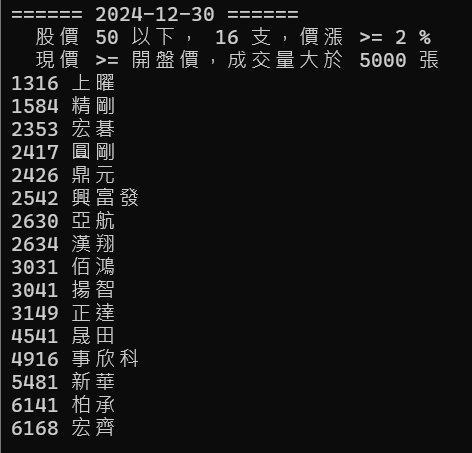 ====== 2024-12-30 ======
股價 50 以下， 16 支，價漲 >= 2 %
現價 >= 開盤價，成交量大於 5000 張
1316 上曜
1584 精剛
2353 宏碁
2417 圓剛
2426 鼎元
2542 興富發
2630 亞航
2634 漢翔
3031 佰鴻
3041 揚智
3149 正達
4541 晟田
4916 事欣科
5481 新華
6141 柏承
6168 宏齊